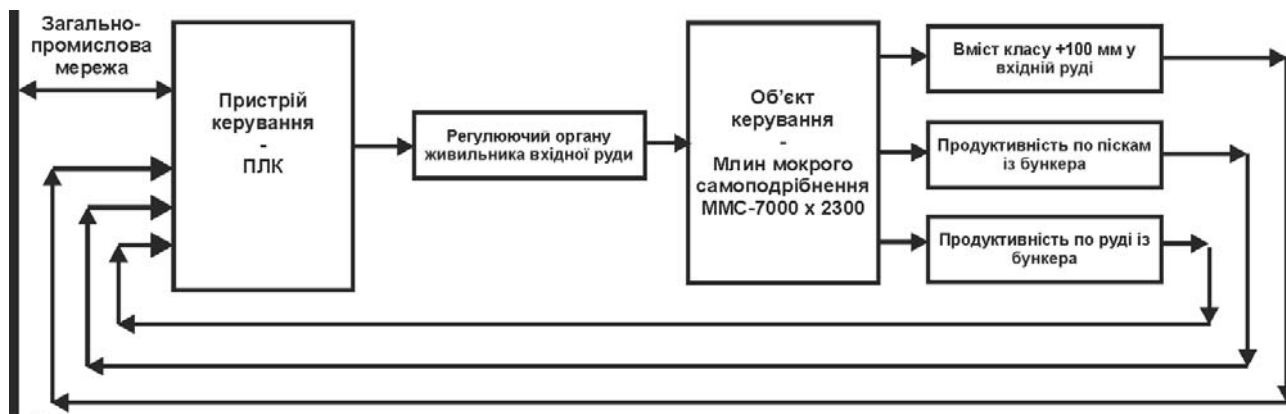 Загально-
промислова
мережа
Пристрій
керування
-
ПЛК
Регулюючий органу
живильника вхідної руди
Об’єкт
керування
-
Млин мокрого
самоподрібнення
ММС-7000 х 2300
Вміст класу +100 мм у
вхідній руді
Продуктивність по піскам
із бункера
Продуктивність по руді із
бункера